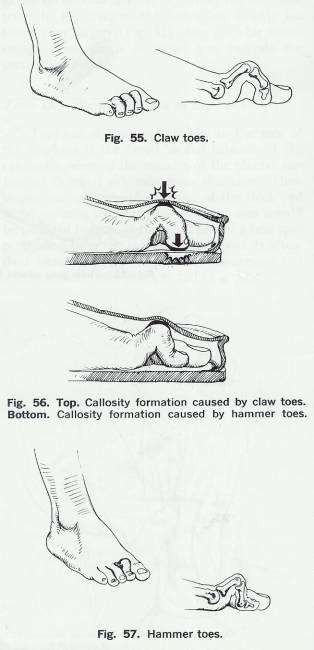 Fig. 55. Claw toes.
Fig. 56. Top. Callosity formation caused by claw toes.
Bottom. Callosity formation caused by hammer toes.
Fig. 57. Hammer toes.